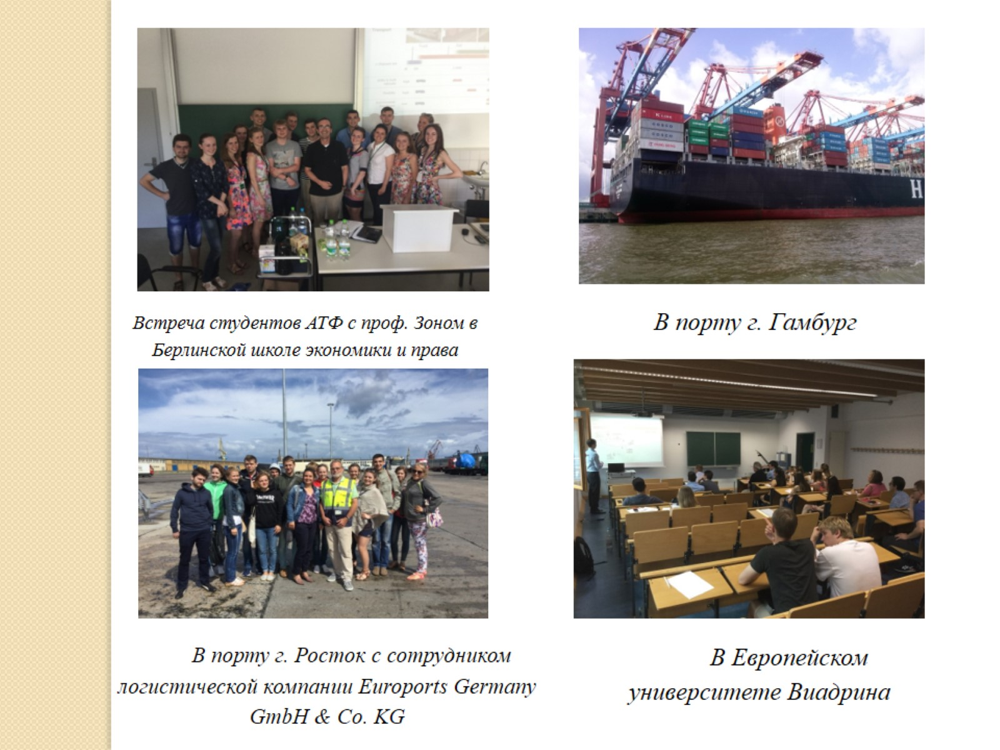 Встреча студентов АТФ с проф. Зоном в
Берлинской школе экономики и права
В порту г. Гамбург
H
В порту г. Росток с сотрудником
логистической компании Euroports Germany
GmbH & Co. KG
В Европейском
университете Виадрина